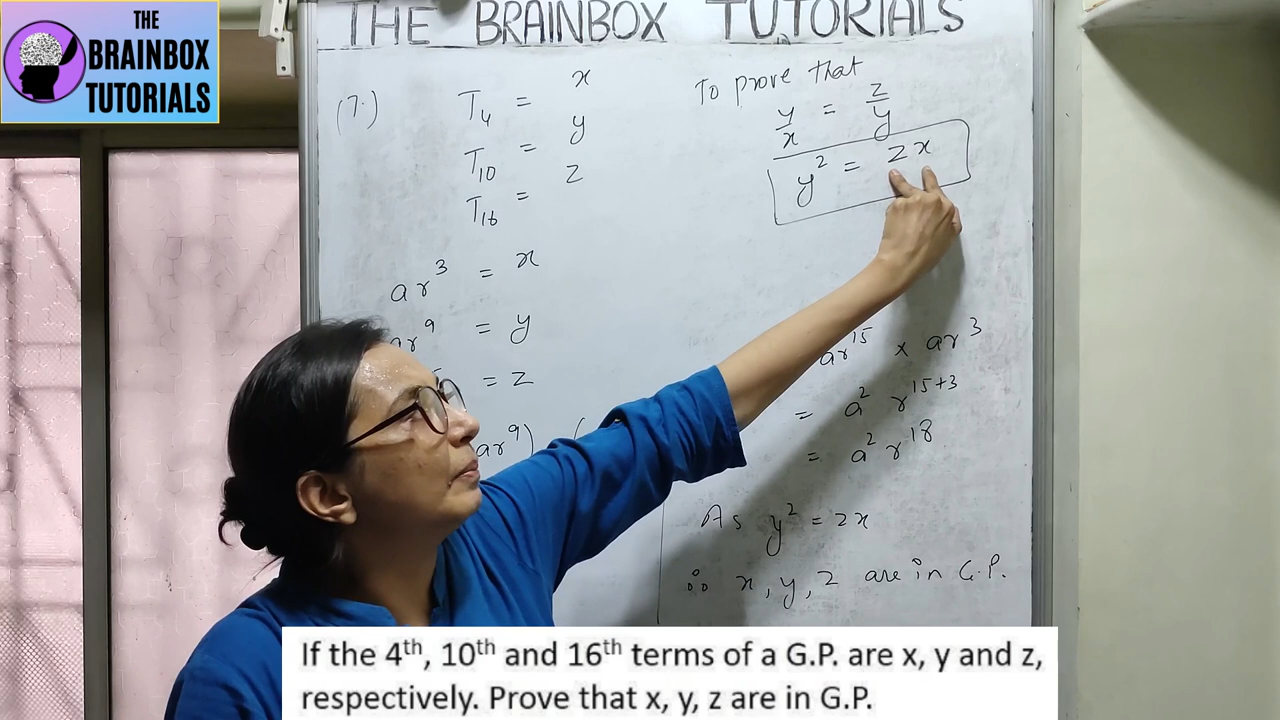 THE BRAINBOX TUTORIALS
THE
BRAINBOX
TUTORIALS
(7.)
T₄ = x
T₁₀ = y
T₁₆ = z
ar³ = x
ar⁹ = y
= z
ar⁹) (
To prove that
y/x = z/y
y² = zx
ar¹⁵ × ar³
= a² r¹⁵⁺³
= a² r¹⁸
As y² = zx
∴ x, y, z are in G.P.
If the 4ᵗʰ, 10ᵗʰ and 16ᵗʰ terms of a G.P. are x, y and z,
respectively. Prove that x, y, z are in G.P.